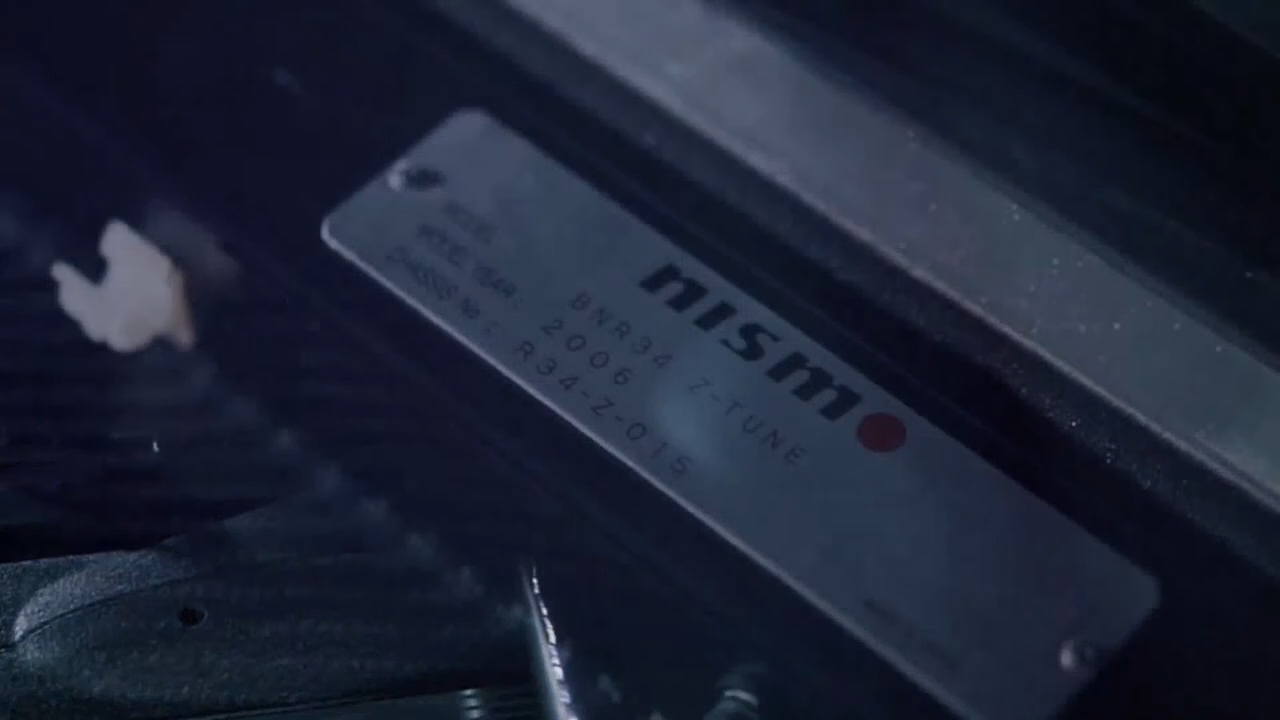 nismo
MODEL BNR34 Z-TUNE
MODEL YEAR: 2006
CHASSIS No : R34-Z-015